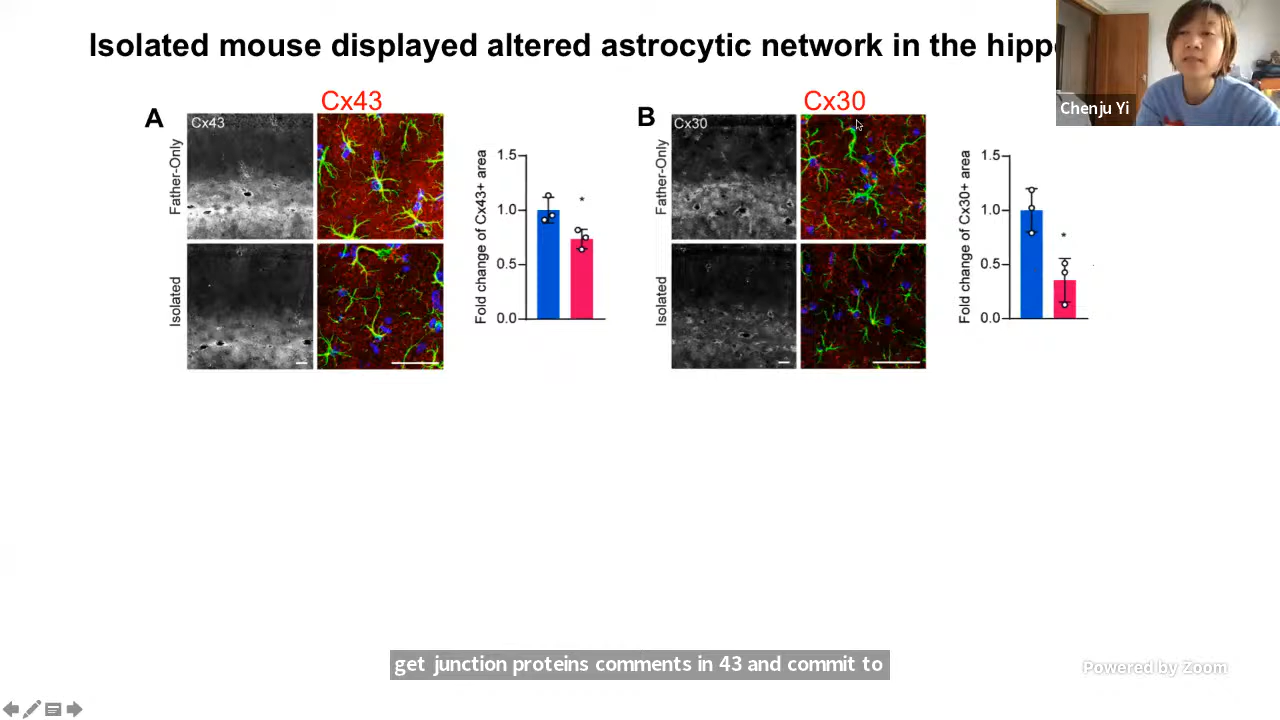 Isolated mouse displayed altered astrocytic network in the hippo
Chenju Yi
A
Cx43
Cx43
Father-Only
Isolated
Fold change of Cx43+ area
1.5
1.0
0.5
0.0
*
B
Cx30
Cx30
Father-Only
Isolated
Fold change of Cx30+ area
1.5
1.0
0.5
0.0
*
get junction proteins comments in 43 and commit to
Powered by Zoom